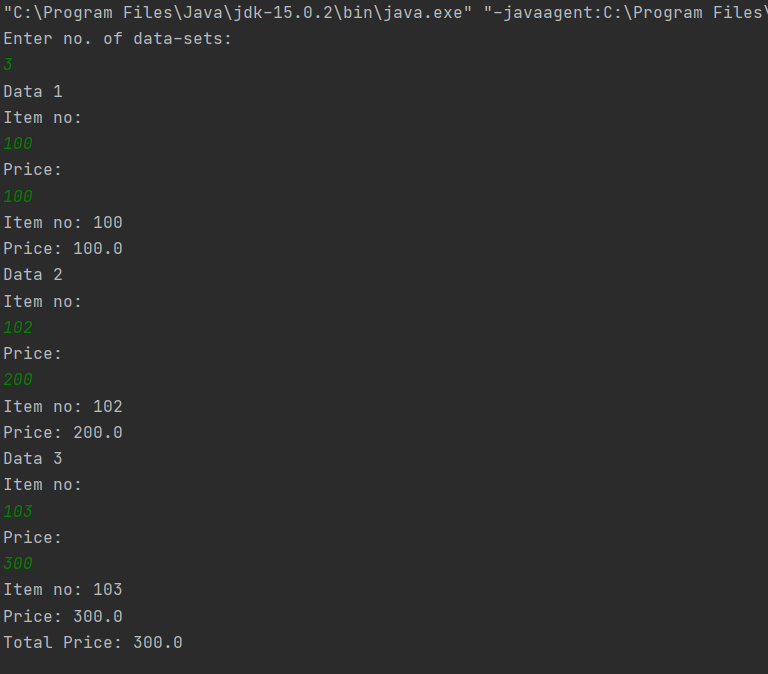 "C:\Program Files\Java\jdk-15.0.2\bin\java.exe" "-javaagent:C:\Program Files\
Enter no. of data-sets:
3
Data 1
Item no:
100
Price:
100
Item no: 100
Price: 100.0
Data 2
Item no:
102
Price:
200
Item no: 102
Price: 200.0
Data 3
Item no:
103
Price:
300
Item no: 103
Price: 300.0
Total Price: 300.0